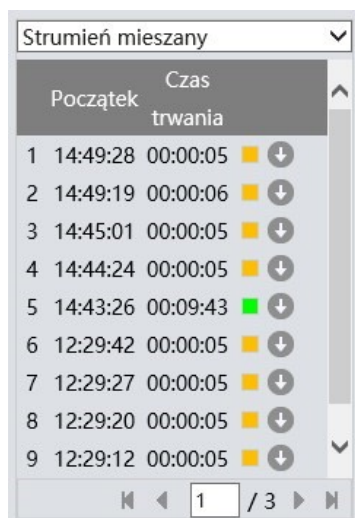 Strumień mieszany
Początek Czas trwania
1 14:49:28 00:00:05
2 14:49:19 00:00:06
3 14:45:01 00:00:05
4 14:44:24 00:00:05
5 14:43:26 00:09:43
6 12:29:42 00:00:05
7 12:29:27 00:00:05
8 12:29:20 00:00:05
9 12:29:12 00:00:05
1 / 3